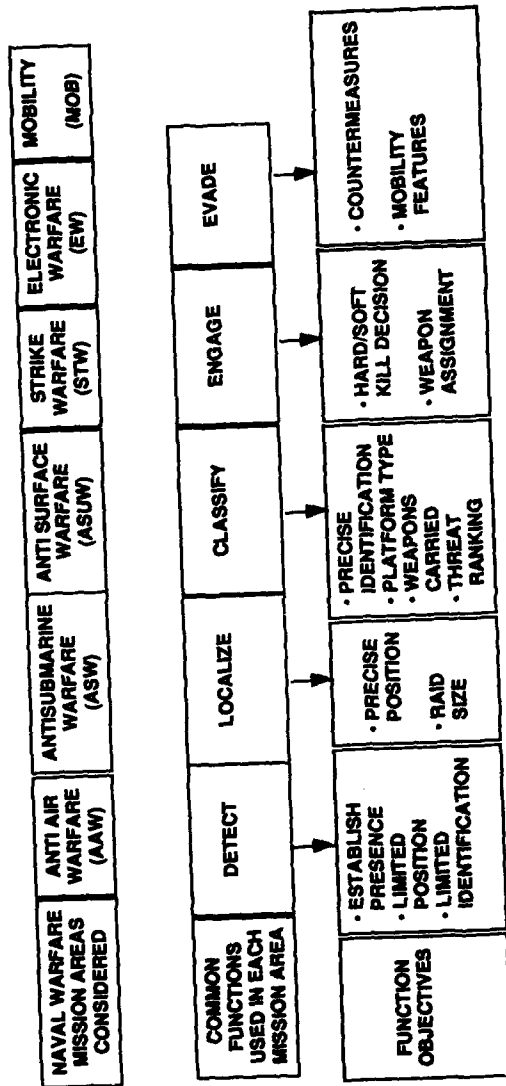 NAVAL WARFARE
MISSION AREAS
CONSIDERED
ANTI AIR
WARFARE
(AAW)
ANTISUBMARINE
WARFARE
(ASW)
ANTI SURFACE
WARFARE
(ASUW)
STRIKE
WARFARE
(STW)
ELECTRONIC
WARFARE
(EW)
MOBILITY
(MOB)
COMMON
FUNCTIONS
USED IN EACH
MISSION AREA
DETECT
LOCALIZE
CLASSIFY
ENGAGE
EVADE
FUNCTION
OBJECTIVES
• ESTABLISH
PRESENCE
• LIMITED
POSITION
• LIMITED
IDENTIFICATION
• PRECISE
POSITION
• RAID
SIZE
• PRECISE
IDENTIFICATION
• PLATFORM TYPE
• WEAPONS
CARRIED
• THREAT
RANKING
• HARD/SOFT
KILL DECISION
• WEAPON
ASSIGNMENT
• COUNTERMEASURES
• MOBILITY
FEATURES